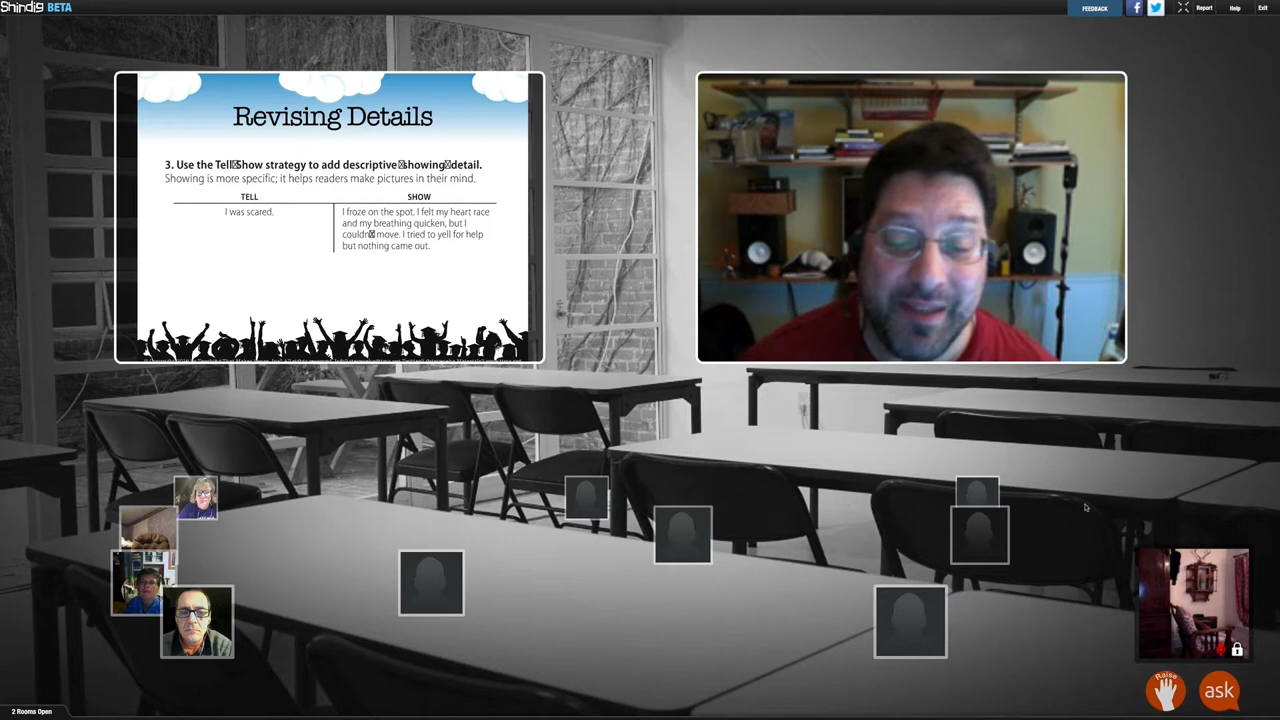 Shindig BETA
FEEDBACK
Report
Help
Exit
Revising Details
3. Use the Tell Show strategy to add descriptive showing detail.
Showing is more specific; it helps readers make pictures in their mind.
TELL
SHOW
I was scared.
I froze on the spot. I felt my heart race
and my breathing quicken, but I
couldn move. I tried to yell for help
but nothing came out.
Raise
ask
2 Rooms Open